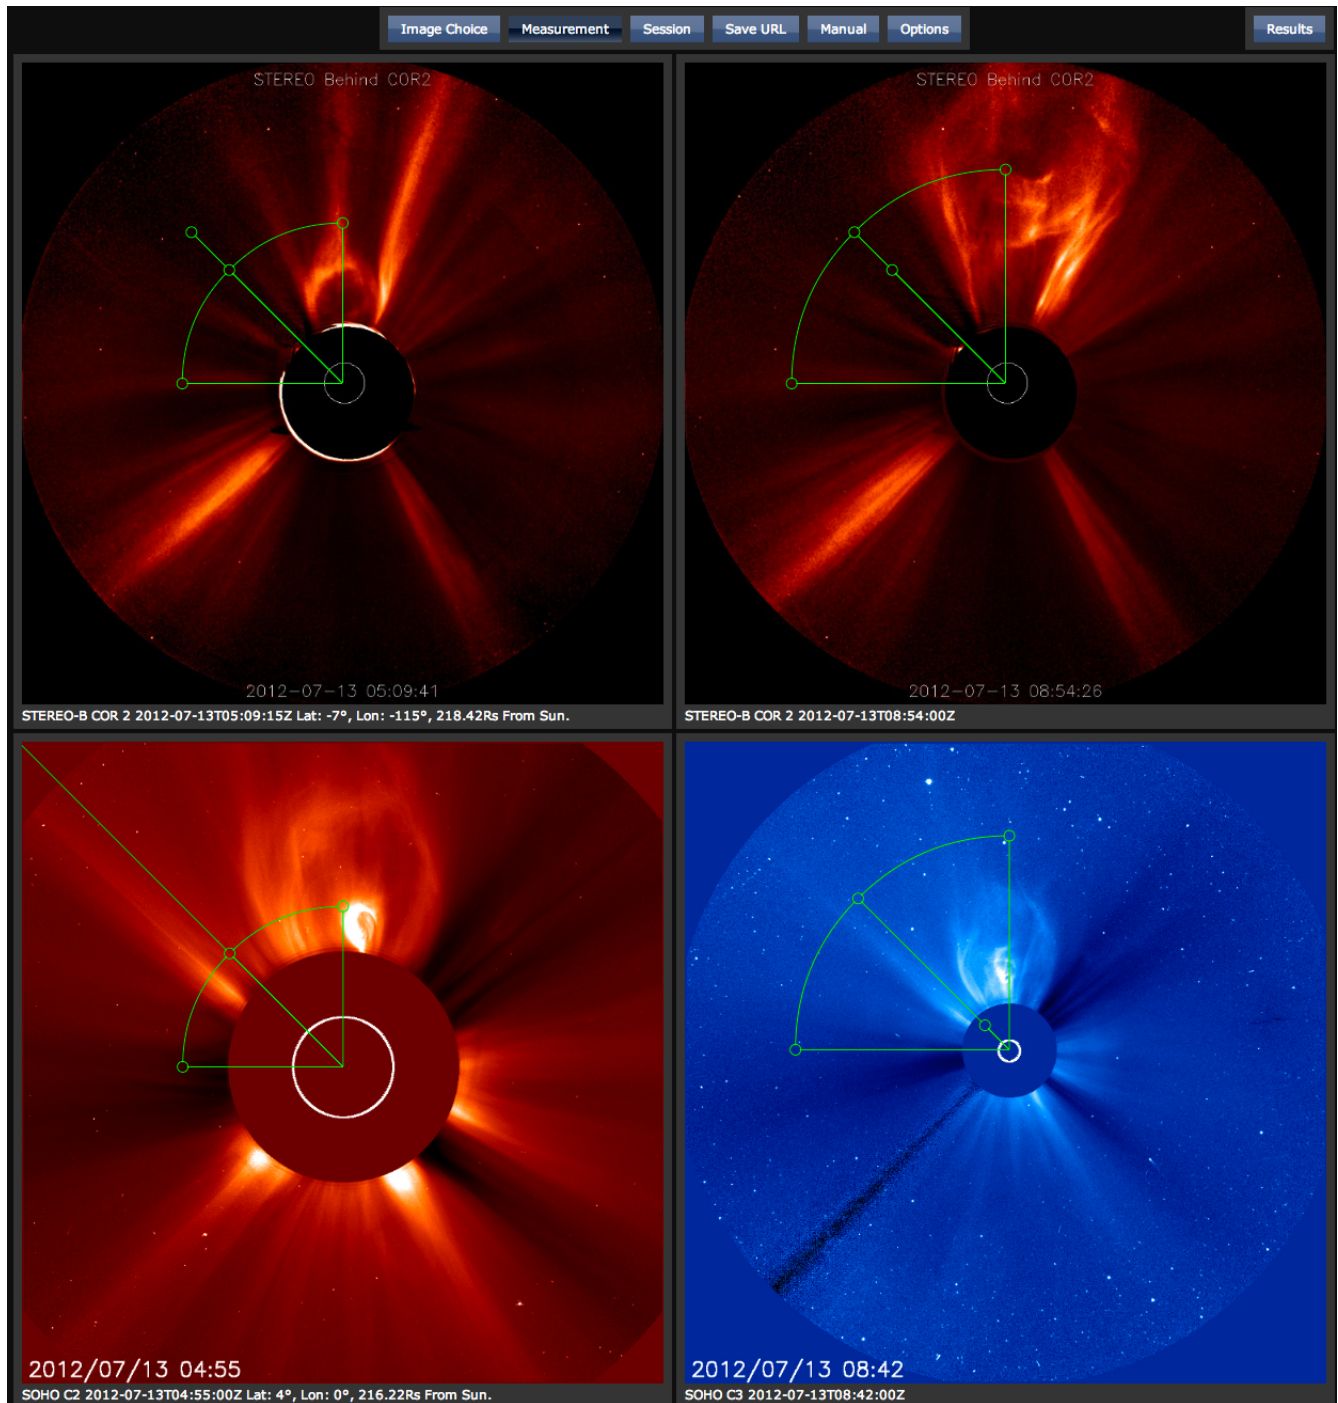 Image Choice Measurement Session Save URL Manual Options Results
STEREO Behind COR2
2012-07-13 05:09:41
STEREO-B COR 2 2012-07-13T05:09:15Z Lat: -7°, Lon: -115°, 218.42Rs From Sun.
STEREO Behind COR2
2012-07-13 08:54:26
STEREO-B COR 2 2012-07-13T08:54:00Z
2012/07/13 04:55
SOHO C2 2012-07-13T04:55:00Z Lat: 4°, Lon: 0°, 216.22Rs From Sun.
2012/07/13 08:42
SOHO C3 2012-07-13T08:42:00Z